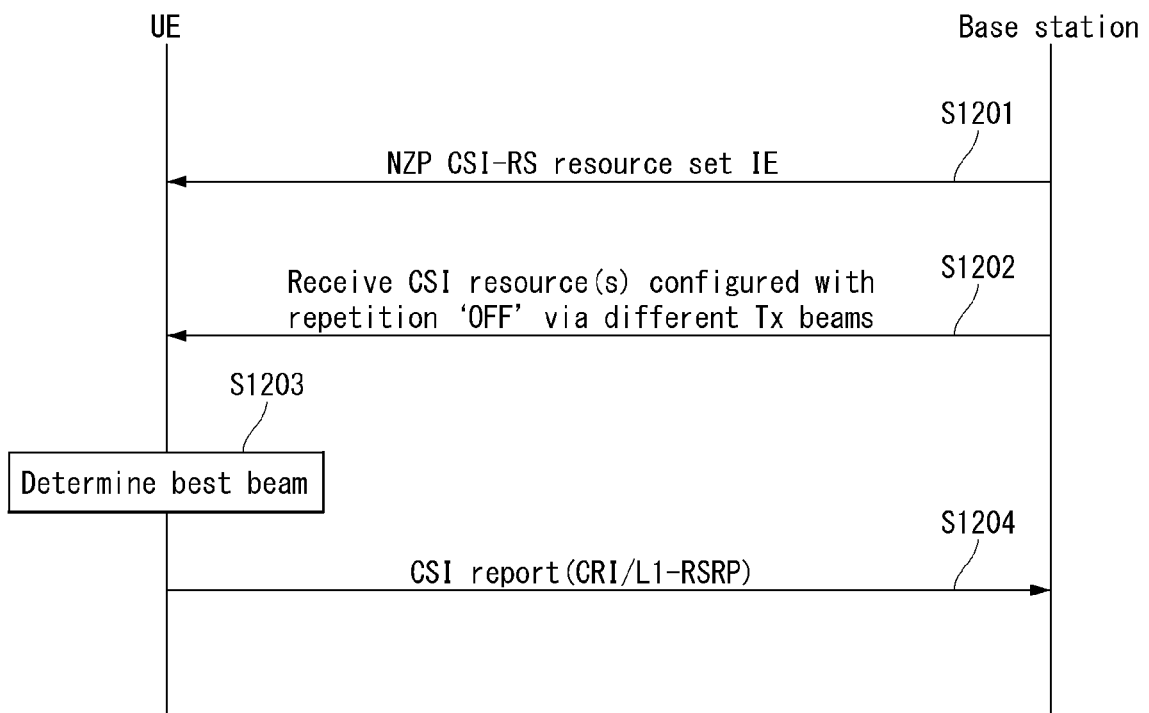 UE
Base station
S1201
NZP CSI-RS resource set IE
S1202
Receive CSI resource(s) configured with
repetition ‘OFF’ via different Tx beams
S1203
Determine best beam
S1204
CSI report(CRI/L1-RSRP)